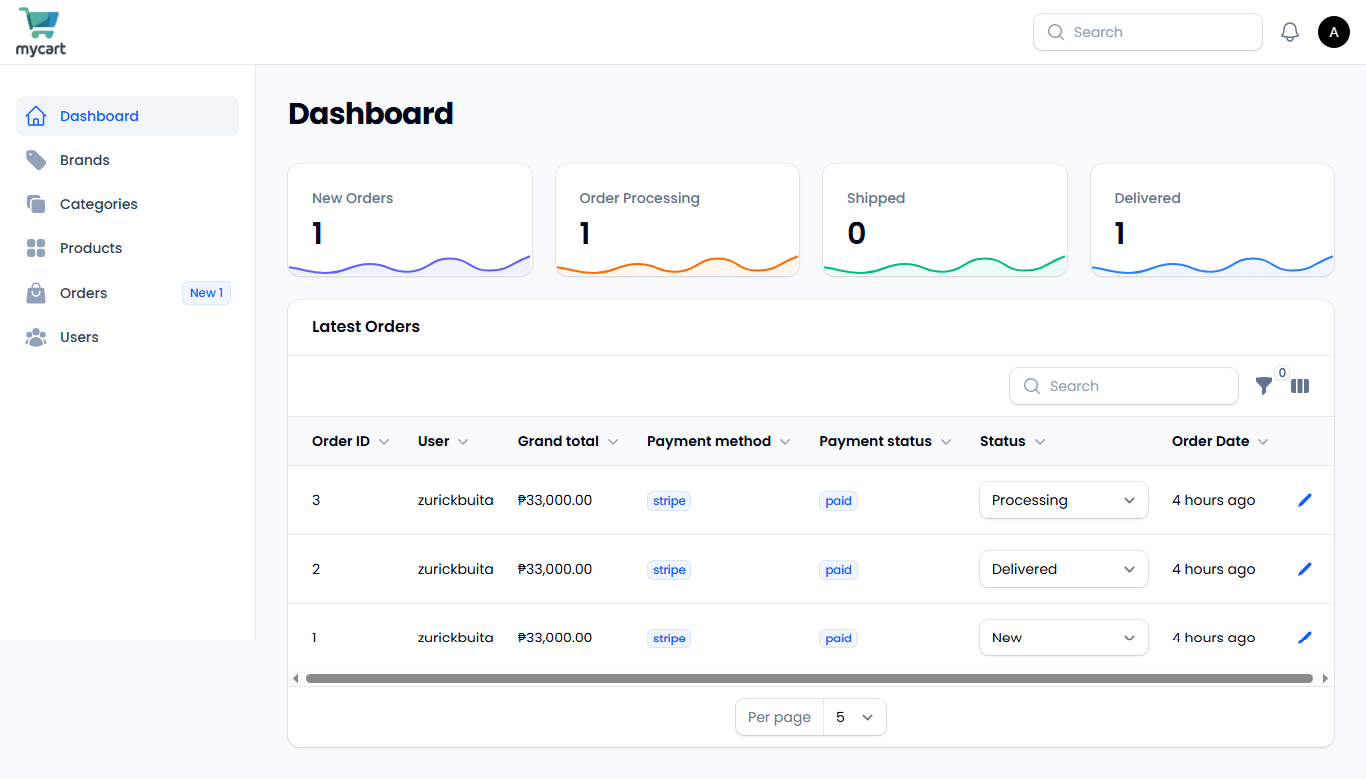 mycart
Search
A
Dashboard
Brands
Categories
Products
Orders New 1
Users
Dashboard
New Orders
1
Order Processing
1
Shipped
0
Delivered
1
Latest Orders
Search
0
Order ID User Grand total Payment method Payment status Status Order Date
3 zurickbuita ₱33,000.00 stripe paid Processing 4 hours ago
2 zurickbuita ₱33,000.00 stripe paid Delivered 4 hours ago
1 zurickbuita ₱33,000.00 stripe paid New 4 hours ago
Per page 5